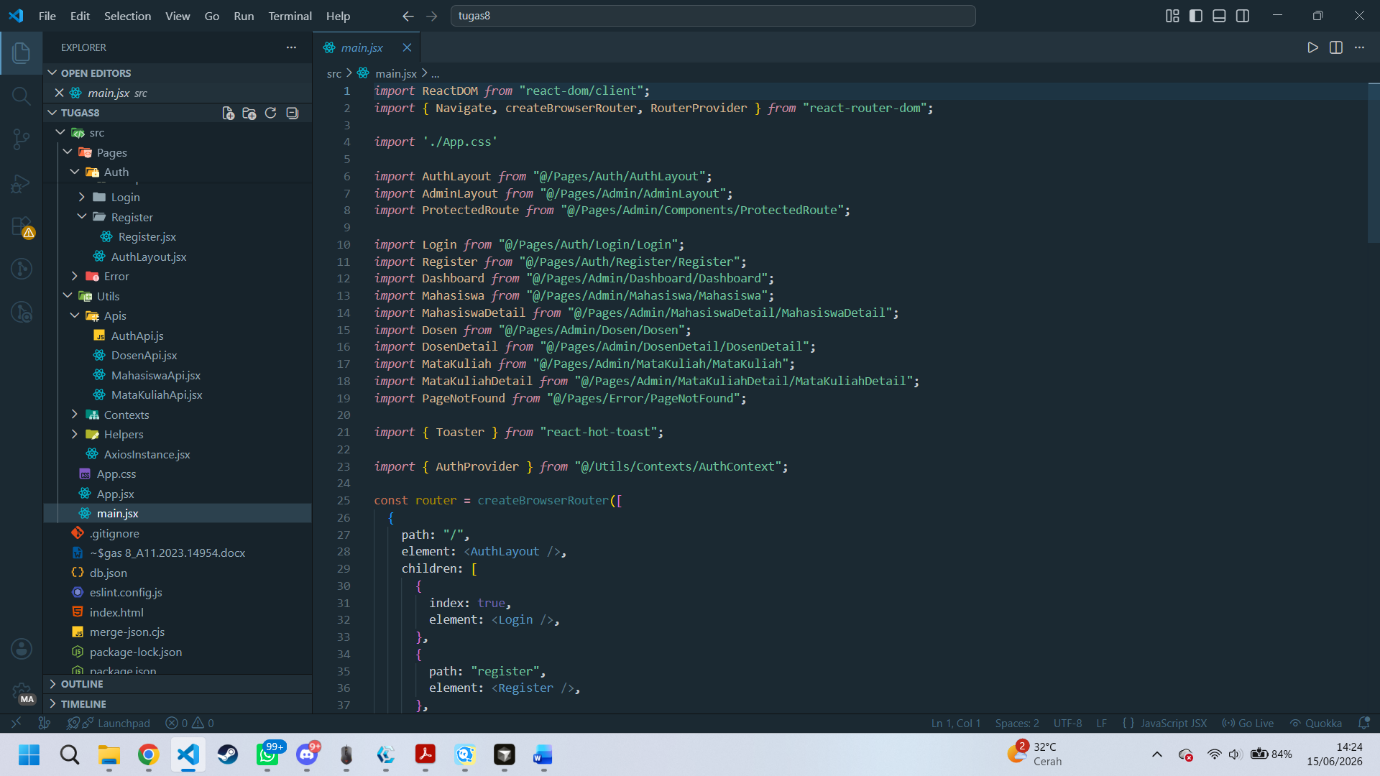 File Edit Selection View Go Run Terminal Help
tugas8
EXPLORER
OPEN EDITORS
main.jsx src
TUGAS8
src
Pages
Auth
Login
Register
Register.jsx
AuthLayout.jsx
Error
Utils
Apis
JS AuthApi.js
DosenApi.jsx
MahasiswaApi.jsx
MataKuliahApi.jsx
Contexts
Helpers
AxiosInstance.jsx
App.css
App.jsx
main.jsx
.gitignore
~$gas 8_A11.2023.14954.docx
db.json
eslint.config.js
index.html
merge-json.cjs
package-lock.json
package.json
OUTLINE
TIMELINE
MA
main.jsx
src > main.jsx > ...
1 import ReactDOM from "react-dom/client";
2 import { Navigate, createBrowserRouter, RouterProvider } from "react-router-dom";
3
4 import './App.css'
5
6 import AuthLayout from "@/Pages/Auth/AuthLayout";
7 import AdminLayout from "@/Pages/Admin/AdminLayout";
8 import ProtectedRoute from "@/Pages/Admin/Components/ProtectedRoute";
9
10 import Login from "@/Pages/Auth/Login/Login";
11 import Register from "@/Pages/Auth/Register/Register";
12 import Dashboard from "@/Pages/Admin/Dashboard/Dashboard";
13 import Mahasiswa from "@/Pages/Admin/Mahasiswa/Mahasiswa";
14 import MahasiswaDetail from "@/Pages/Admin/MahasiswaDetail/MahasiswaDetail";
15 import Dosen from "@/Pages/Admin/Dosen/Dosen";
16 import DosenDetail from "@/Pages/Admin/DosenDetail/DosenDetail";
17 import MataKuliah from "@/Pages/Admin/MataKuliah/MataKuliah";
18 import MataKuliahDetail from "@/Pages/Admin/MataKuliahDetail/MataKuliahDetail";
19 import PageNotFound from "@/Pages/Error/PageNotFound";
20
21 import { Toaster } from "react-hot-toast";
22
23 import { AuthProvider } from "@/Utils/Contexts/AuthContext";
24
25 const router = createBrowserRouter([
26 {
27 path: "/",
28 element: <AuthLayout />,
29 children: [
30 {
31 index: true,
32 element: <Login />,
33 },
34 {
35 path: "register",
36 element: <Register />,
37 },
Launchpad 0 0 Ln 1, Col 1 Spaces: 2 UTF-8 LF {} JavaScript JSX Go Live Quokka
99+ 9+ 2 32°C Cerah 84% 14:24 15/06/2026